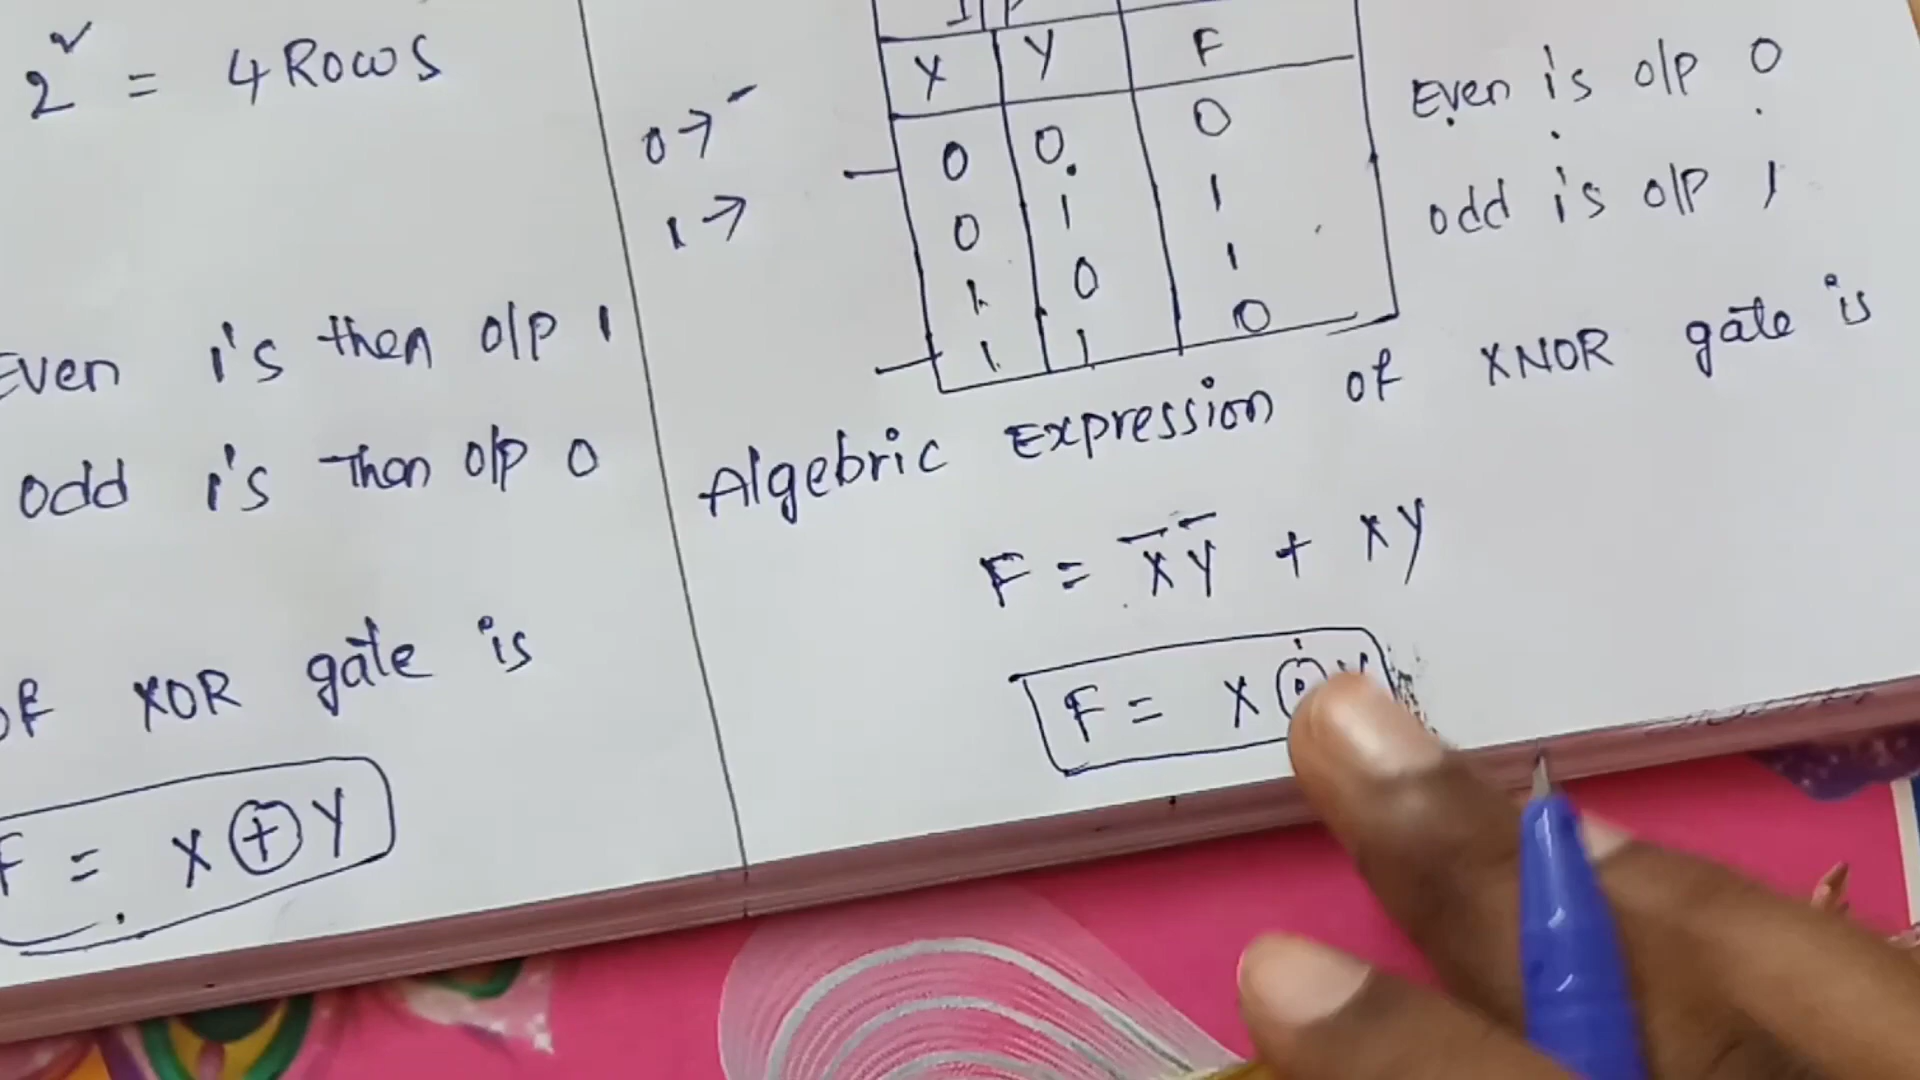 2² = 4 Rows
Even 1's then o/p 1
odd 1's then o/p 0
of XOR gate is
F = X ⊕ Y
I/P
X Y F
0 → 
1 →
0 0 0
0 1 1
1 0 1
1 1 0
Even is o/p 0
odd is o/p 1
Algebric Expression of XNOR gate is
F = X̅Y̅ + XY
F = X ⊙ Y